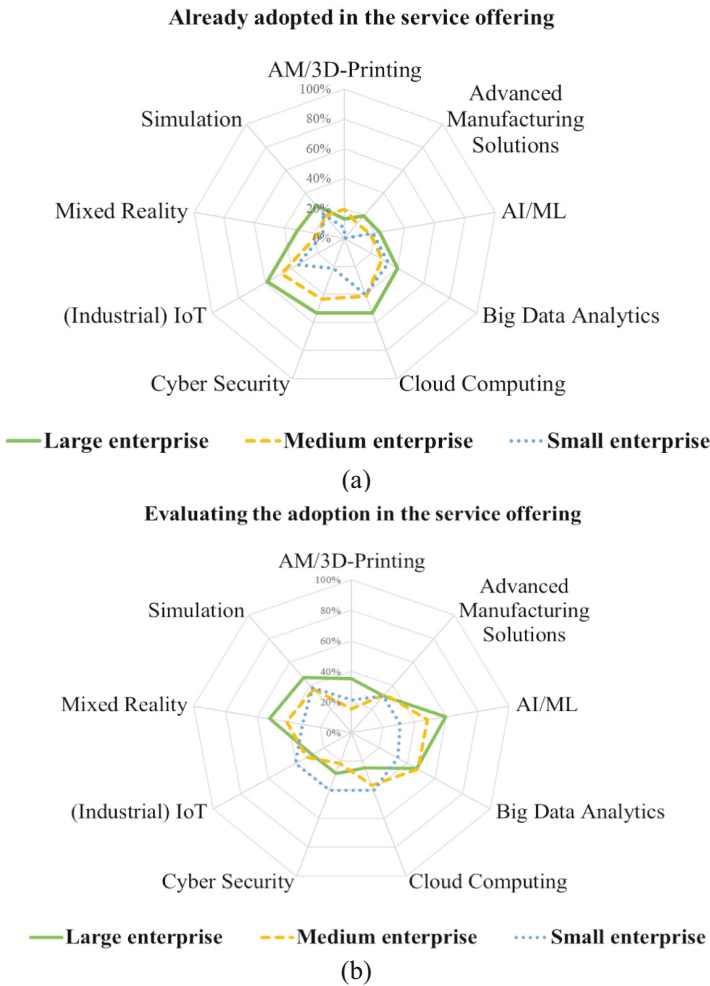 Already adopted in the service offering
AM/3D-Printing
100%
80%
60%
40%
20%
0%
Advanced
Manufacturing
Solutions
AI/ML
Big Data Analytics
Cloud Computing
Cyber Security
(Industrial) IoT
Mixed Reality
Simulation
Large enterprise Medium enterprise Small enterprise
(a)
Evaluating the adoption in the service offering
AM/3D-Printing
100%
80%
60%
40%
20%
0%
Advanced
Manufacturing
Solutions
AI/ML
Big Data Analytics
Cloud Computing
Cyber Security
(Industrial) IoT
Mixed Reality
Simulation
Large enterprise Medium enterprise Small enterprise
(b)